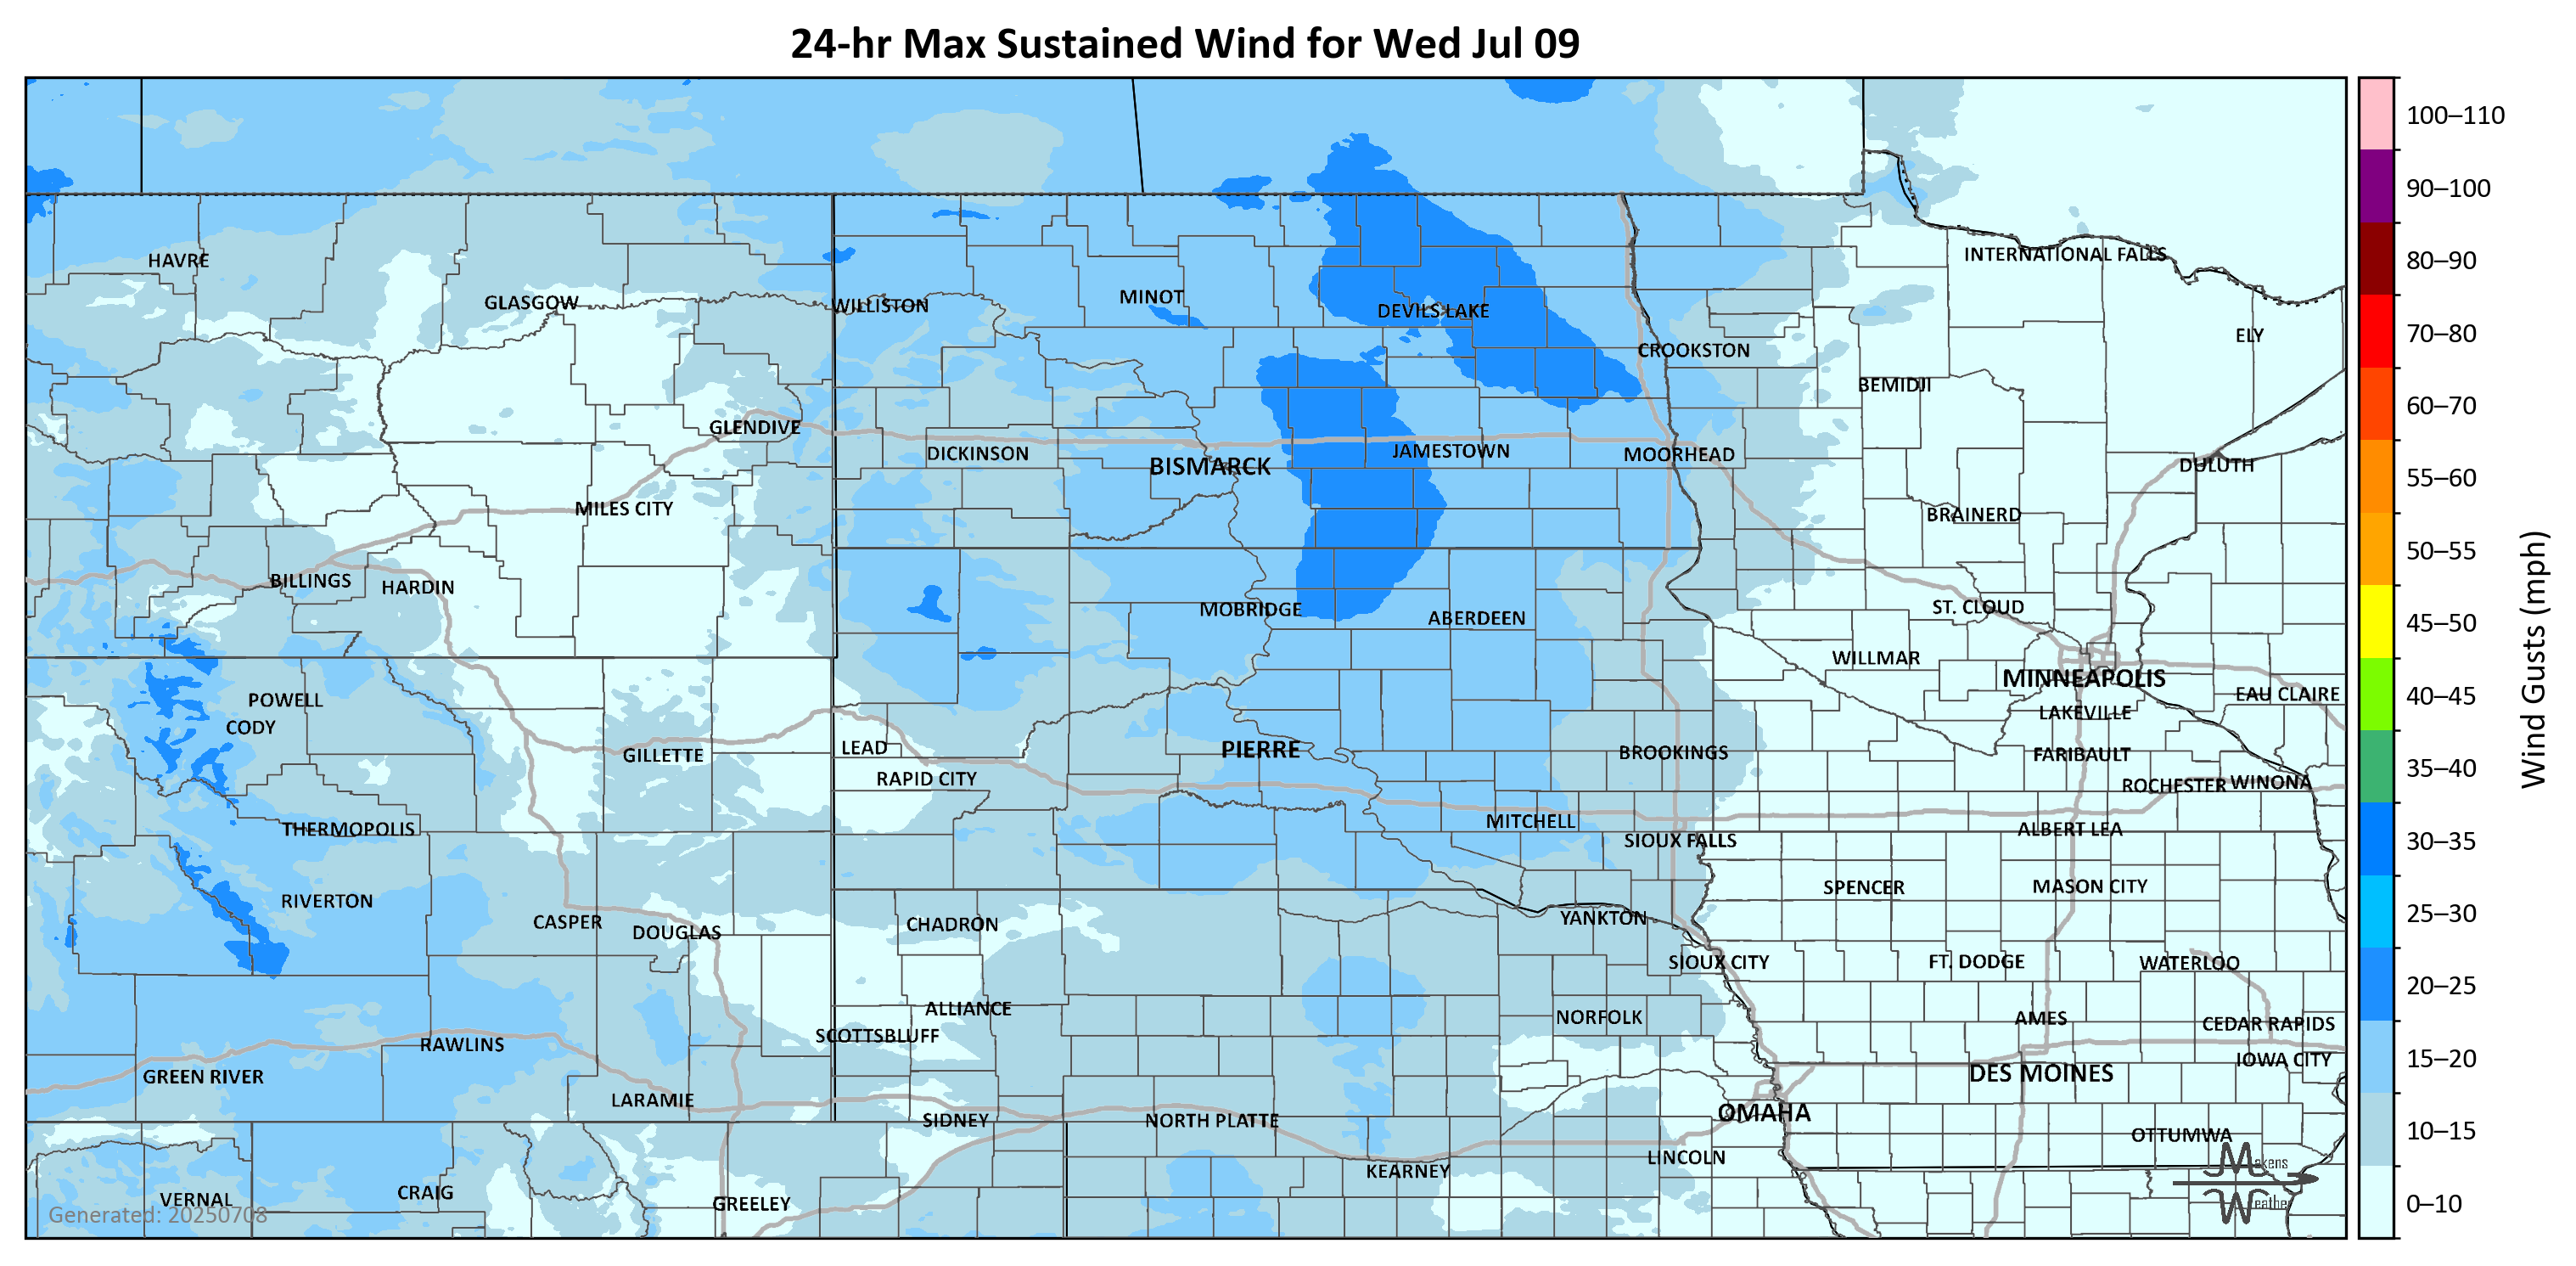 24-hr Max Sustained Wind for Wed Jul 09
100–110
90–100
80–90
70–80
60–70
55–60
50–55
45–50
40–45
35–40
30–35
25–30
20–25
15–20
10–15
0–10
Wind Gusts (mph)
HAVRE
GLASGOW
WILLISTON
MINOT
DEVILS LAKE
INTERNATIONAL FALLS
ELY
CROOKSTON
BEMIDJI
GLENDIVE
DICKINSON
BISMARCK
JAMESTOWN
MOORHEAD
DULUTH
MILES CITY
BRAINERD
BILLINGS
HARDIN
MOBRIDGE
ABERDEEN
ST. CLOUD
WILLMAR
MINNEAPOLIS
EAU CLAIRE
POWELL
CODY
LAKEVILLE
GILLETTE
LEAD
RAPID CITY
PIERRE
BROOKINGS
FARIBAULT
ROCHESTER
WINONA
THERMOPOLIS
MITCHELL
SIOUX FALLS
ALBERT LEA
RIVERTON
CASPER
DOUGLAS
CHADRON
YANKTON
SPENCER
MASON CITY
SIOUX CITY
FT. DODGE
WATERLOO
ALLIANCE
SCOTTSBLUFF
NORFOLK
AMES
CEDAR RAPIDS
RAWLINS
GREEN RIVER
IOWA CITY
DES MOINES
LARAMIE
SIDNEY
NORTH PLATTE
OMAHA
OTTUMWA
KEARNEY
LINCOLN
VERNAL
CRAIG
GREELEY
Generated: 20250708
Makens
Weather